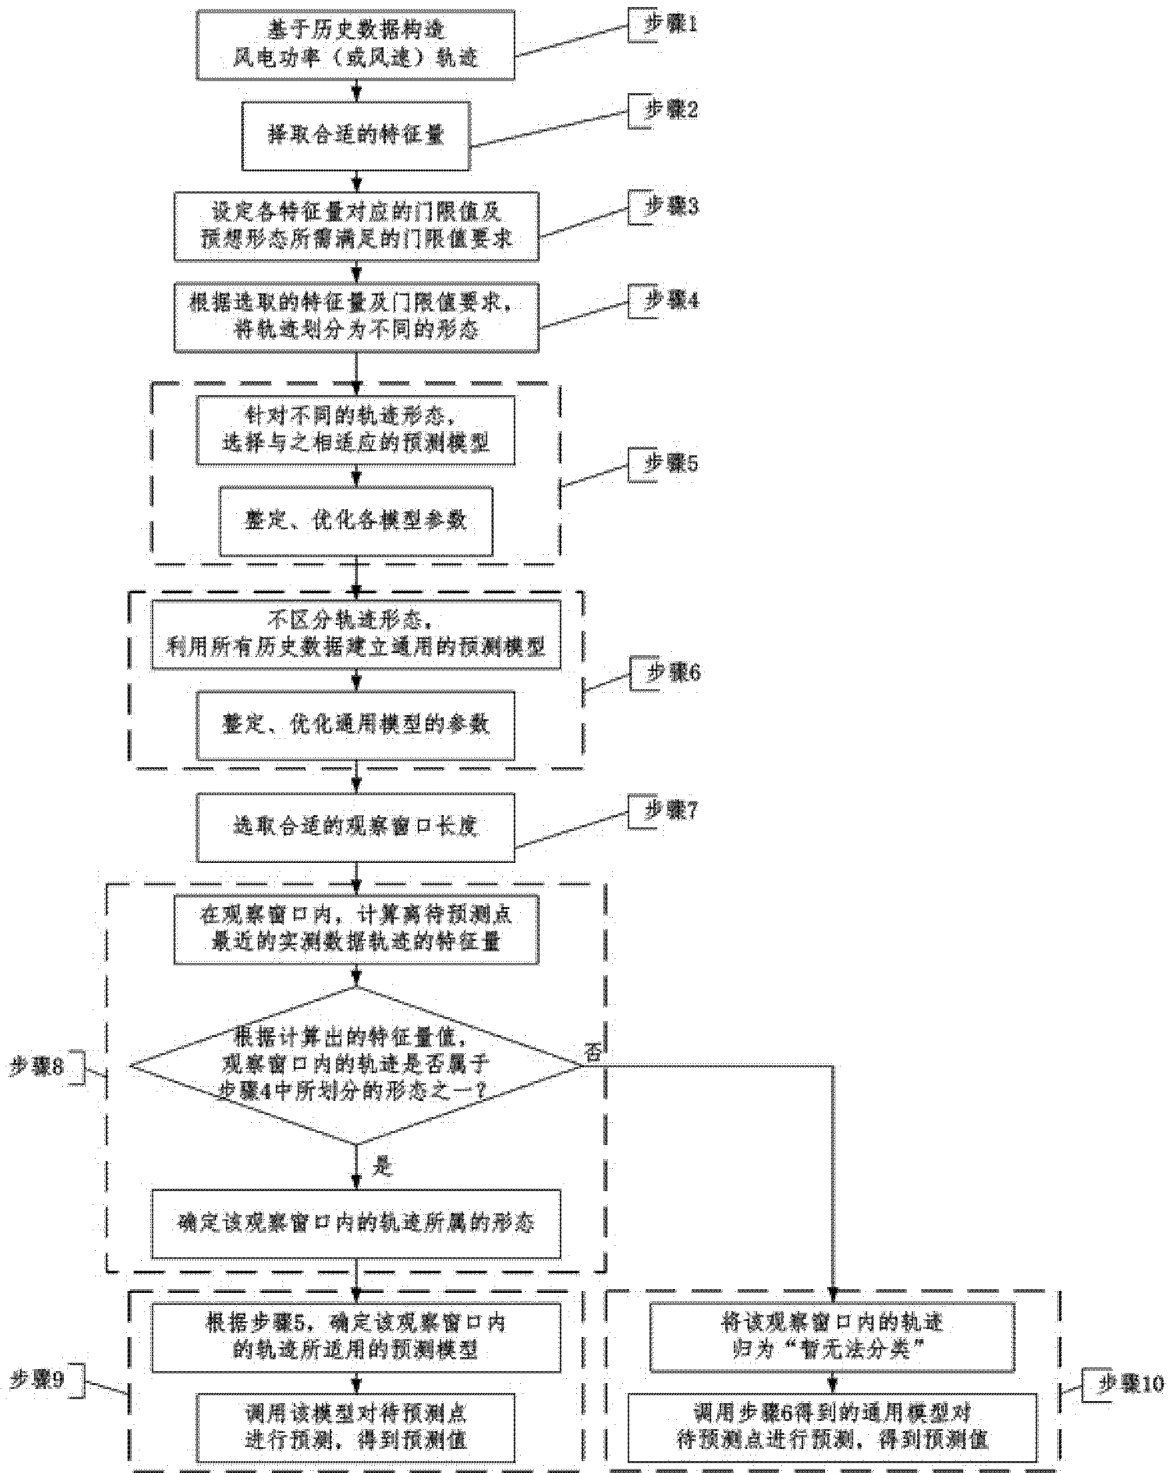 基于历史数据构造
风电功率（或风速）轨迹
步骤1
择取合适的特征量
步骤2
设定各特征量对应的门限值及
预想形态所需满足的门限值要求
步骤3
根据选取的特征量及门限值要求，
将轨迹划分为不同的形态
步骤4
针对不同的轨迹形态，
选择与之相适应的预测模型
整定、优化各模型参数
步骤5
不区分轨迹形态，
利用所有历史数据建立通用的预测模型
整定、优化通用模型的参数
步骤6
选取合适的观察窗口长度
步骤7
在观察窗口内，计算离待预测点
最近的实测数据轨迹的特征量
根据计算出的特征量值，
观察窗口内的轨迹是否属于
步骤4中所划分的形态之一？
否
步骤8
是
确定该观察窗口内的轨迹所属的形态
根据步骤5，确定该观察窗口内
的轨迹所适用的预测模型
调用该模型对待预测点
进行预测，得到预测值
步骤9
将该观察窗口内的轨迹
归为“暂无法分类”
调用步骤6得到的通用模型对
待预测点进行预测，得到预测值
步骤10